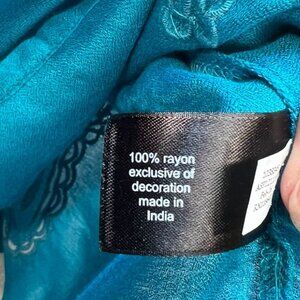 100% rayon
exclusive of
decoration
made in
India